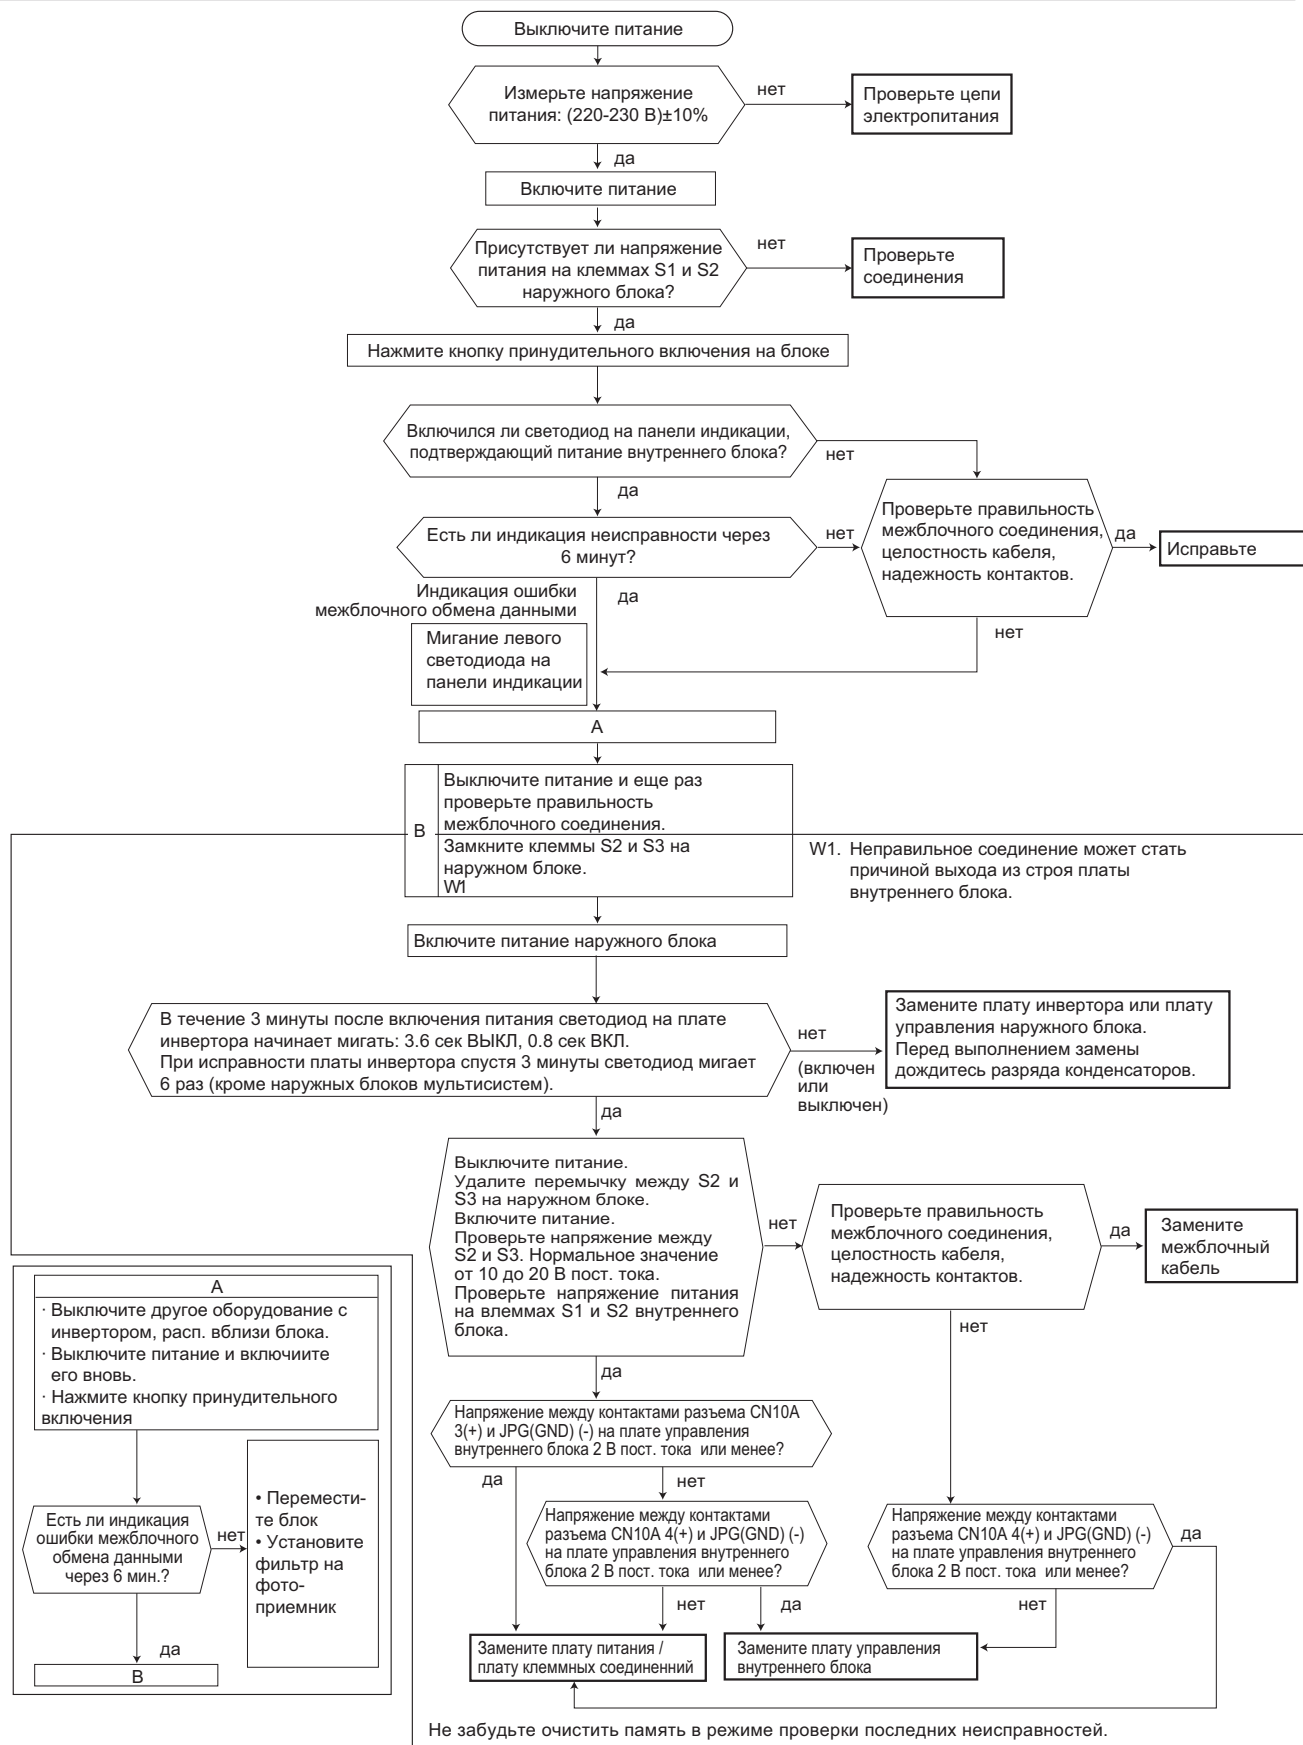 Выключите питание
Измерьте напряжение
питания: (220-230 В)±10%
нет
Проверьте цепи
электропитания
да
Включите питание
Присутствует ли напряжение
питания на клеммах S1 и S2
наружного блока?
нет
Проверьте
соединения
да
Нажмите кнопку принудительного включения на блоке
Включился ли светодиод на панели индикации,
подтверждающий питание внутреннего блока?
нет
да
Есть ли индикация неисправности через
6 минут?
нет
Проверьте правильность
межблочного соединения,
целостность кабеля,
надежность контактов.
да
Исправьте
нет
Индикация ошибки
межблочного обмена данными
да
Мигание левого
светодиода на
панели индикации
A
B
Выключите питание и еще раз
проверьте правильность
межблочного соединения.
Замкните клеммы S2 и S3 на
наружном блоке.
W1
W1. Неправильное соединение может стать
причиной выхода из строя платы
внутреннего блока.
Включите питание наружного блока
В течение 3 минуты после включения питания светодиод на плате
инвертора начинает мигать: 3.6 сек ВЫКЛ, 0.8 сек ВКЛ.
При исправности платы инвертора спустя 3 минуты светодиод мигает
6 раз (кроме наружных блоков мультисистем).
нет
(включен
или
выключен)
Замените плату инвертора или плату
управления наружного блока.
Перед выполнением замены
дождитесь разряда конденсаторов.
да
Выключите питание.
Удалите перемычку между S2 и
S3 на наружном блоке.
Включите питание.
Проверьте напряжение между
S2 и S3. Нормальное значение
от 10 до 20 В пост. тока.
Проверьте напряжение питания
на влеммах S1 и S2 внутреннего
блока.
нет
Проверьте правильность
межблочного соединения,
целостность кабеля,
надежность контактов.
да
Замените
межблочный
кабель
нет
да
Напряжение между контактами разъема CN10A
3(+) и JPG(GND) (-) на плате управления
внутреннего блока 2 В пост. тока или менее?
да
нет
Напряжение между контактами
разъема CN10A 4(+) и JPG(GND) (-)
на плате управления внутреннего
блока 2 В пост. тока или менее?
нет
да
Напряжение между контактами
разъема CN10A 4(+) и JPG(GND) (-)
на плате управления внутреннего
блока 2 В пост. тока или менее?
да
нет
Замените плату питания /
плату клеммных соединенний
Замените плату управления
внутреннего блока
A
· Выключите другое оборудование с
инвертором, расп. вблизи блока.
· Выключите питание и включиите
его вновь.
· Нажмите кнопку принудительного
включения
Есть ли индикация
ошибки межблочного
обмена данными
через 6 мин.?
нет
• Перемести-
те блок
• Установите
фильтр на
фото-
приемник
да
B
Не забудьте очистить память в режиме проверки последних неисправностей.